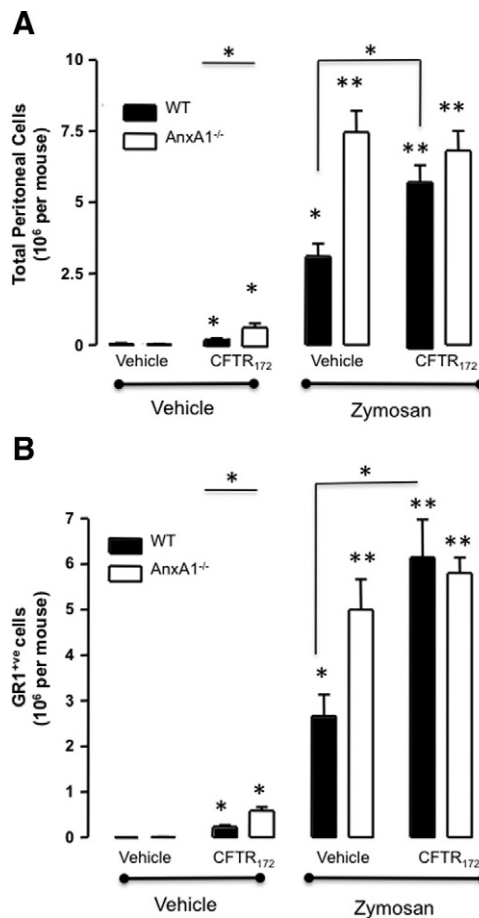 A
*
*
10
WT
**
AnxA1-/-
**
7.5
**
Total Peritoneal Cells
(10⁶ per mouse)
5
*
2.5
*
*
0
Vehicle
CFTR₁₇₂
Vehicle
CFTR₁₇₂
Vehicle
Zymosan
B
*
*
7
WT
**
**
AnxA1-/-
6
**
5
GR1⁺ᵛᵉ cells
(10⁶ per mouse)
4
*
3
2
*
*
1
0
Vehicle
CFTR₁₇₂
Vehicle
CFTR₁₇₂
Vehicle
Zymosan